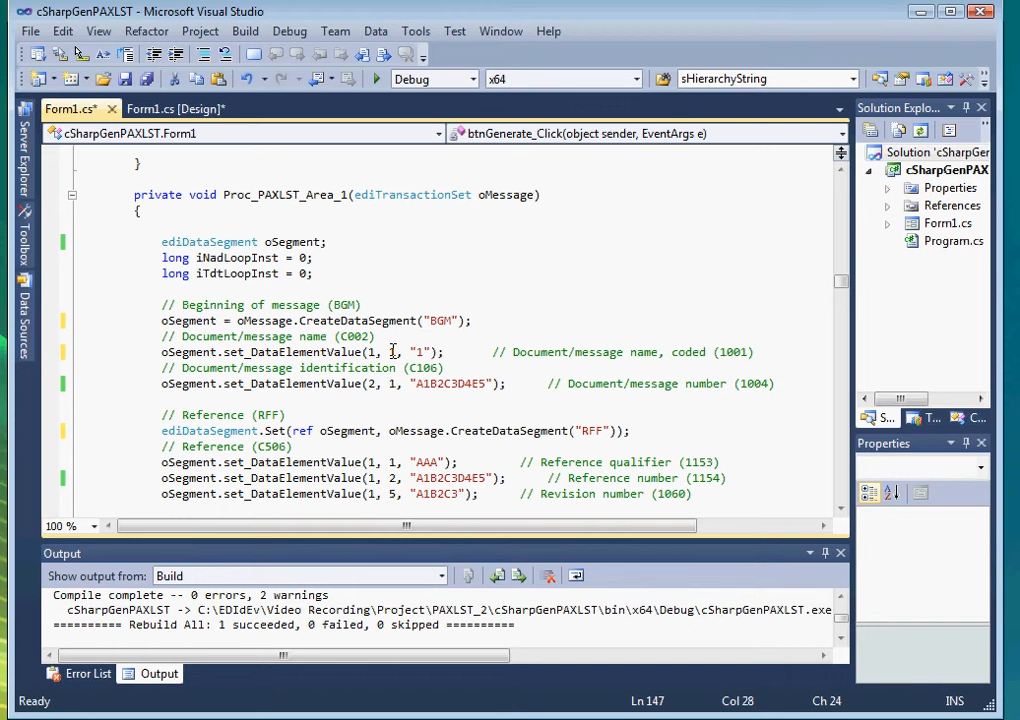 cSharpGenPAXLST - Microsoft Visual Studio
File Edit View Refactor Project Build Debug Team Data Tools Test Window Help
Debug x64 sHierarchyString
Form1.cs* Form1.cs [Design]*
Solution Explo...
cSharpGenPAXLST.Form1 btnGenerate_Click(object sender, EventArgs e)
Server Explorer
Toolbox
Data Sources
}
private void Proc_PAXLST_Area_1(ediTransactionSet oMessage)
{
ediDataSegment oSegment;
long iNadLoopInst = 0;
long iTdtLoopInst = 0;
// Beginning of message (BGM)
oSegment = oMessage.CreateDataSegment("BGM");
// Document/message name (C002)
oSegment.set_DataElementValue(1, 1, "1"); // Document/message name, coded (1001)
// Document/message identification (C106)
oSegment.set_DataElementValue(2, 1, "A1B2C3D4E5"); // Document/message number (1004)
// Reference (RFF)
ediDataSegment.Set(ref oSegment, oMessage.CreateDataSegment("RFF"));
// Reference (C506)
oSegment.set_DataElementValue(1, 1, "AAA"); // Reference qualifier (1153)
oSegment.set_DataElementValue(1, 2, "A1B2C3D4E5"); // Reference number (1154)
oSegment.set_DataElementValue(1, 5, "A1B2C3"); // Revision number (1060)
100 %
Solution 'cSharpGer
cSharpGenPAX
Properties
References
Form1.cs
Program.cs
S... T... C...
Properties
Output
Show output from: Build
Compile complete -- 0 errors, 2 warnings
cSharpGenPAXLST -> C:\EDIdEv\Video Recording\Project\PAXLST_2\cSharpGenPAXLST\bin\x64\Debug\cSharpGenPAXLST.exe
========== Rebuild All: 1 succeeded, 0 failed, 0 skipped ==========
Error List Output
Ready Ln 147 Col 28 Ch 24 INS